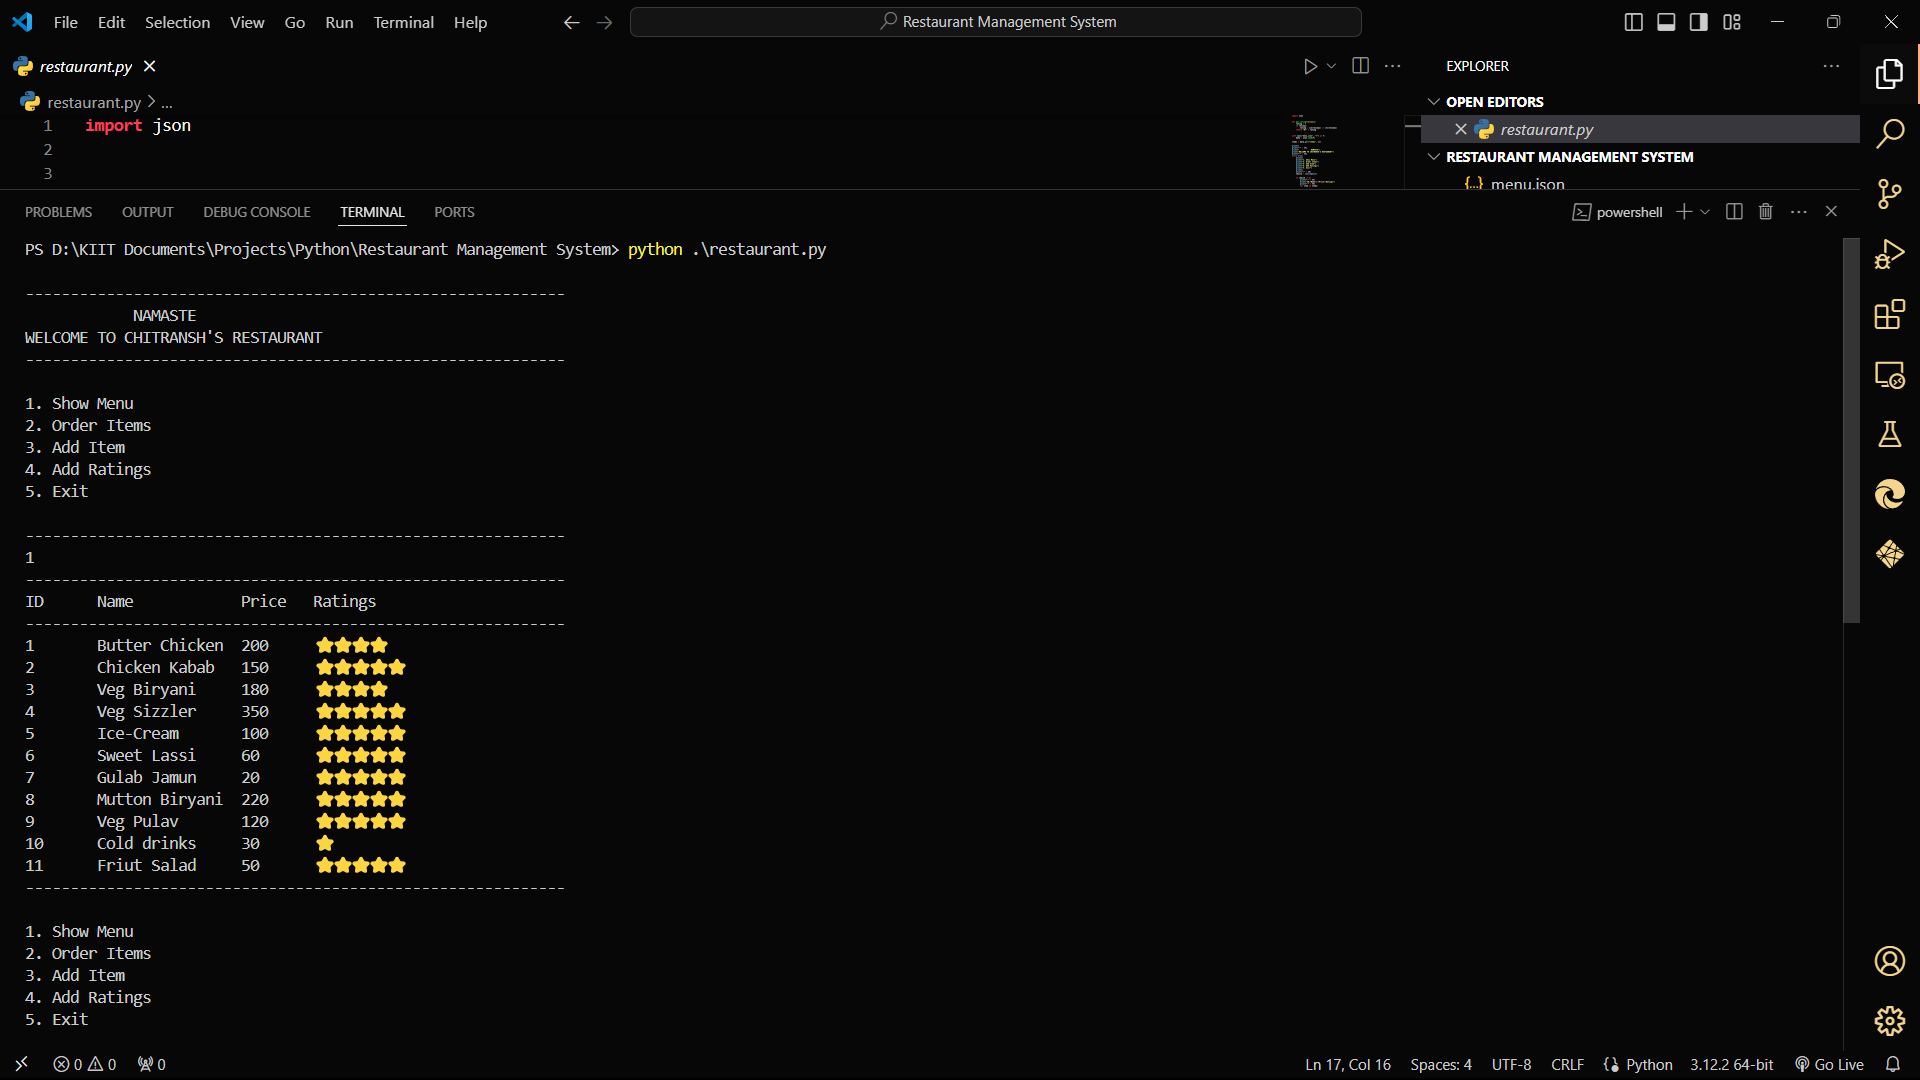 File Edit Selection View Go Run Terminal Help
Restaurant Management System
restaurant.py
restaurant.py > ...
1 import json
2
3
EXPLORER
OPEN EDITORS
restaurant.py
RESTAURANT MANAGEMENT SYSTEM
{..} menu.json
PROBLEMS OUTPUT DEBUG CONSOLE TERMINAL PORTS
powershell
PS D:\KIIT Documents\Projects\Python\Restaurant Management System> python .\restaurant.py
------------------------------------------------------------
NAMASTE
WELCOME TO CHITRANSH'S RESTAURANT
------------------------------------------------------------
1. Show Menu
2. Order Items
3. Add Item
4. Add Ratings
5. Exit
------------------------------------------------------------
1
------------------------------------------------------------
ID Name Price Ratings
------------------------------------------------------------
1 Butter Chicken 200 ⭐⭐⭐⭐
2 Chicken Kabab 150 ⭐⭐⭐⭐⭐
3 Veg Biryani 180 ⭐⭐⭐⭐
4 Veg Sizzler 350 ⭐⭐⭐⭐⭐
5 Ice-Cream 100 ⭐⭐⭐⭐⭐
6 Sweet Lassi 60 ⭐⭐⭐⭐⭐
7 Gulab Jamun 20 ⭐⭐⭐⭐⭐
8 Mutton Biryani 220 ⭐⭐⭐⭐⭐
9 Veg Pulav 120 ⭐⭐⭐⭐⭐
10 Cold drinks 30 ⭐
11 Friut Salad 50 ⭐⭐⭐⭐⭐
------------------------------------------------------------
1. Show Menu
2. Order Items
3. Add Item
4. Add Ratings
5. Exit
0 0 0 Ln 17, Col 16 Spaces: 4 UTF-8 CRLF Python 3.12.2 64-bit Go Live